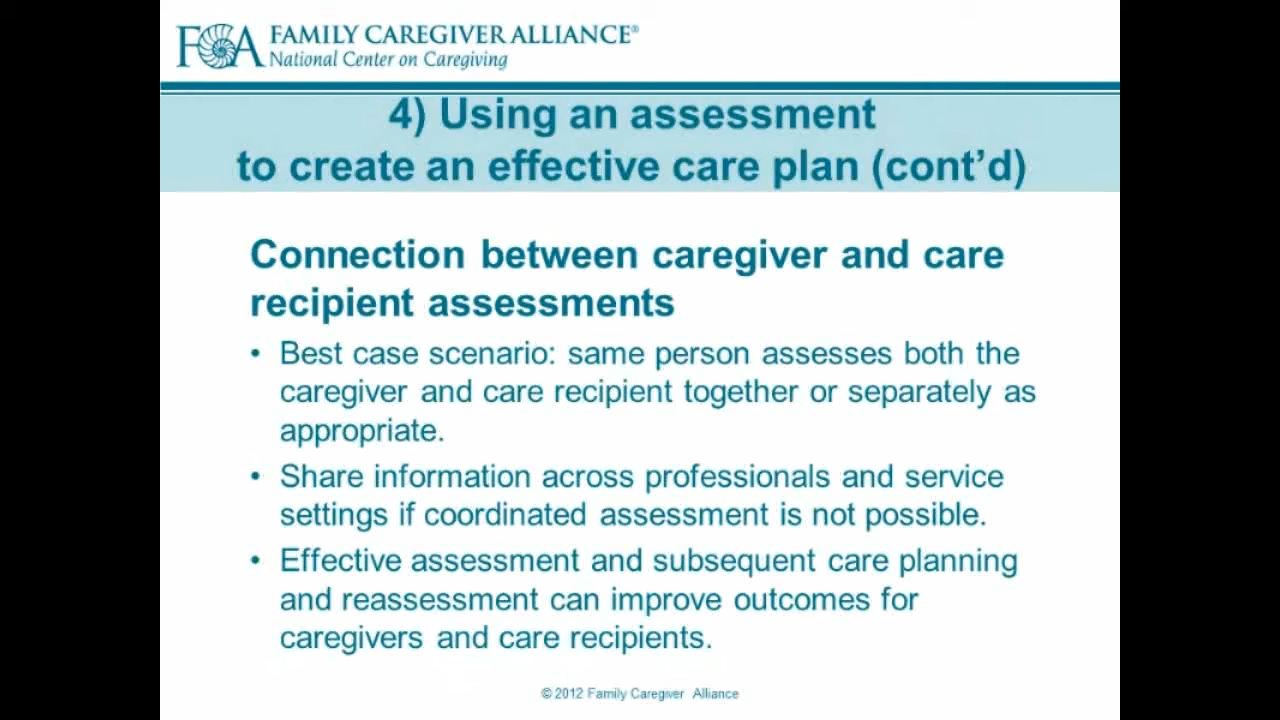 FCA FAMILY CAREGIVER ALLIANCE®
National Center on Caregiving
4) Using an assessment
to create an effective care plan (cont’d)
Connection between caregiver and care
recipient assessments
• Best case scenario: same person assesses both the
caregiver and care recipient together or separately as
appropriate.
• Share information across professionals and service
settings if coordinated assessment is not possible.
• Effective assessment and subsequent care planning
and reassessment can improve outcomes for
caregivers and care recipients.
© 2012 Family Caregiver Alliance